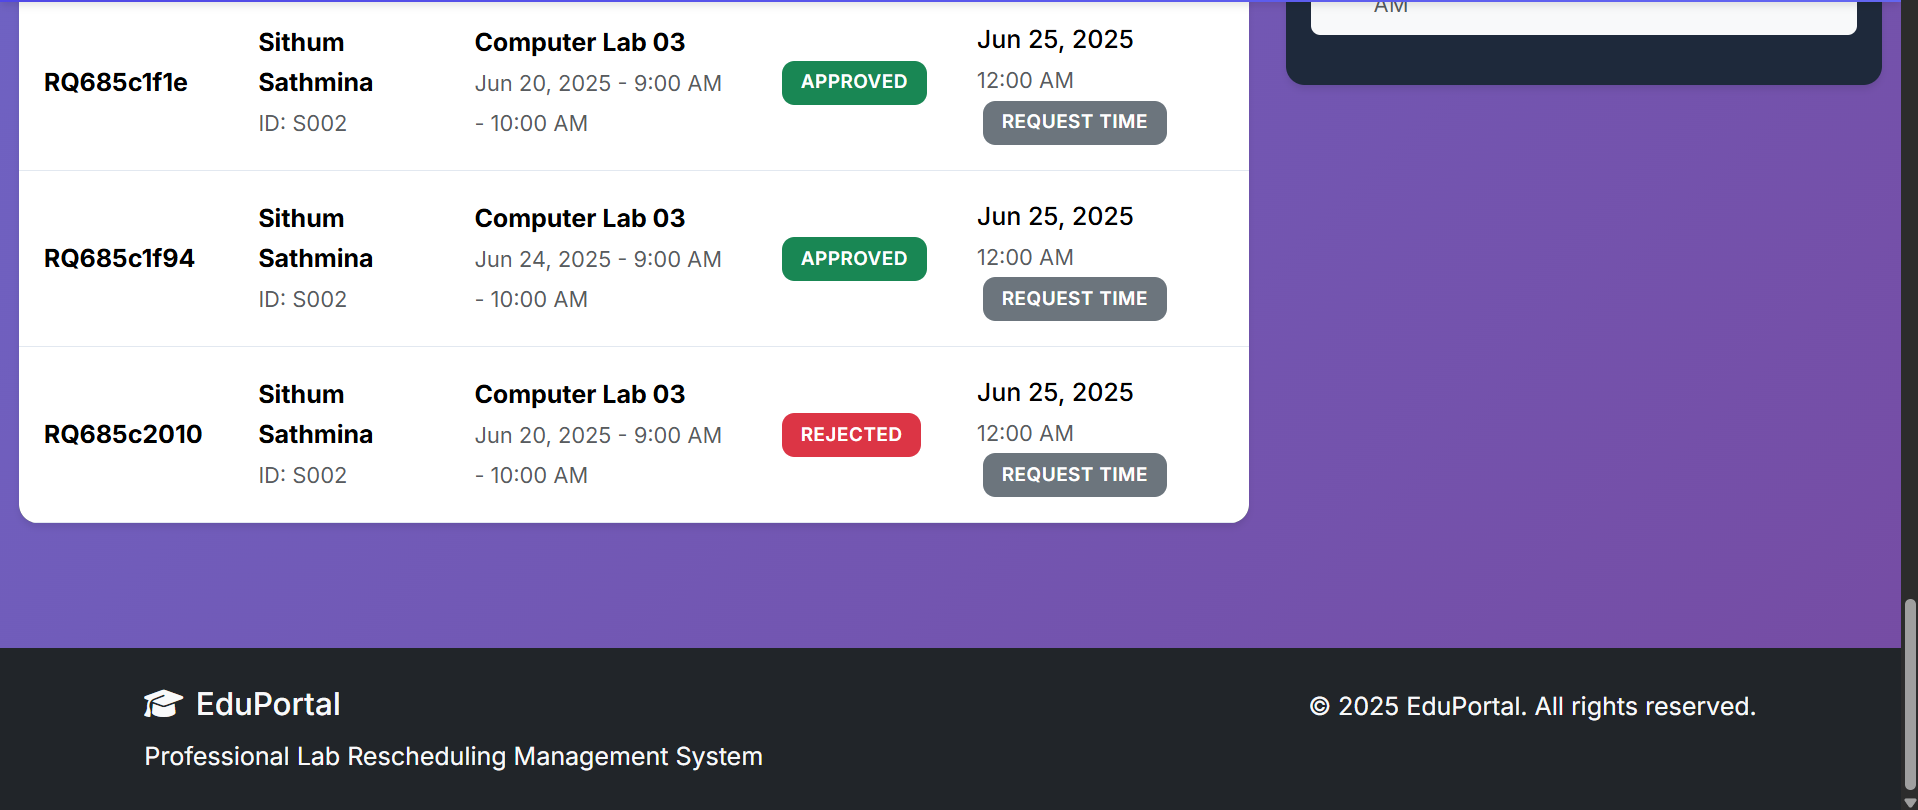 AM
RQ685c1f1e
Sithum
Sathmina
ID: S002
Computer Lab 03
Jun 20, 2025 - 9:00 AM
- 10:00 AM
APPROVED
Jun 25, 2025
12:00 AM
REQUEST TIME
RQ685c1f94
Sithum
Sathmina
ID: S002
Computer Lab 03
Jun 24, 2025 - 9:00 AM
- 10:00 AM
APPROVED
Jun 25, 2025
12:00 AM
REQUEST TIME
RQ685c2010
Sithum
Sathmina
ID: S002
Computer Lab 03
Jun 20, 2025 - 9:00 AM
- 10:00 AM
REJECTED
Jun 25, 2025
12:00 AM
REQUEST TIME
EduPortal
Professional Lab Rescheduling Management System
© 2025 EduPortal. All rights reserved.